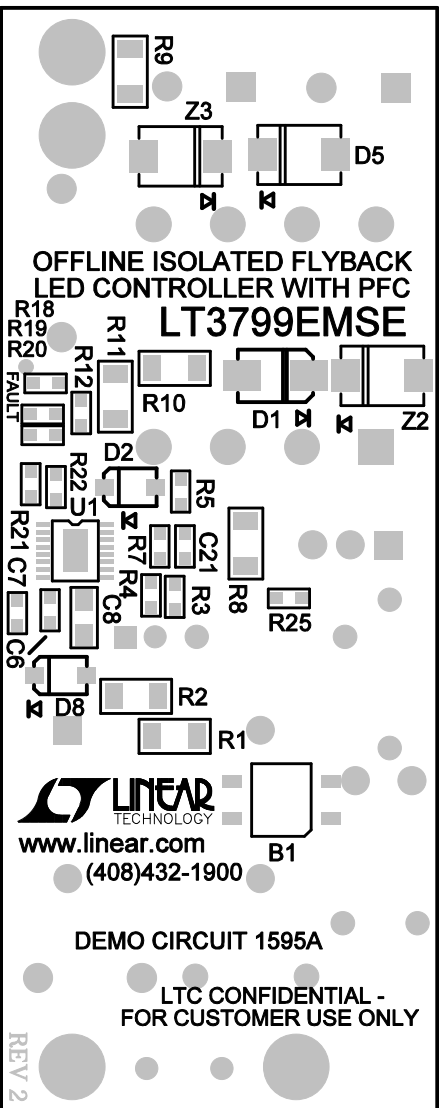 R9
Z3
D5
OFFLINE ISOLATED FLYBACK
LED CONTROLLER WITH PFC
LT3799EMSE
R18
R19
R20
FAULT
R12
R11
R10
D1
Z2
D2
R22
R5
U1
R21
R7
C21
R8
C7
R4
R3
C8
R25
C6
D8
R2
R1
LINEAR
TECHNOLOGY
www.linear.com
(408)432-1900
B1
DEMO CIRCUIT 1595A
LTC CONFIDENTIAL -
FOR CUSTOMER USE ONLY
REV 2